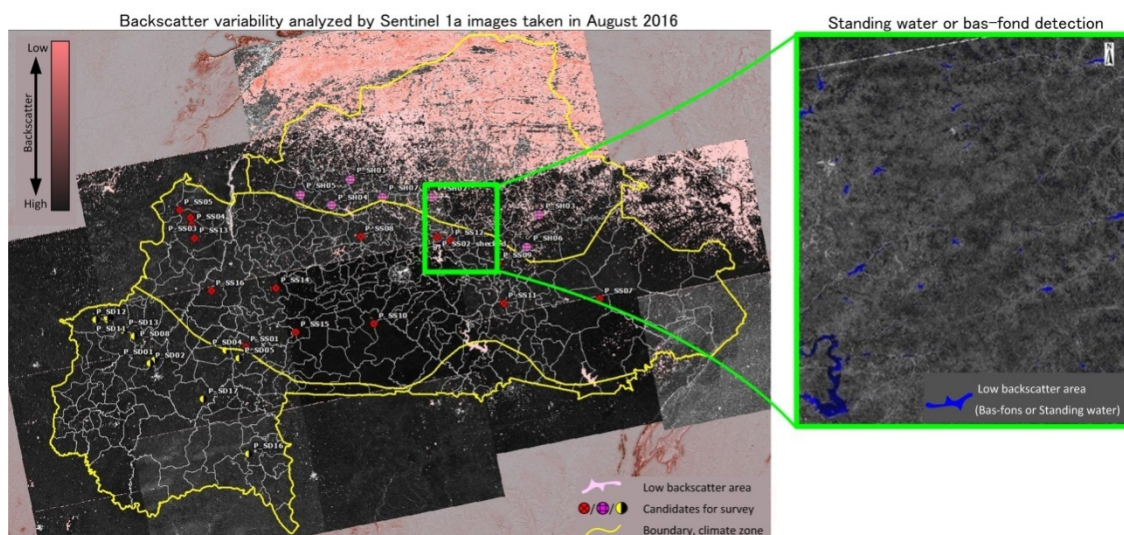 Backscatter variability analyzed by Sentinel 1a images taken in August 2016
Standing water or bas-fond detection
Low
Backscatter
High
P_SH01
P_SH05
P_SH04
P_SH07
P_SH03
P_SH06
P_SS05
P_SS04
P_SS03
P_SS13
P_SS08
P_SS12
P_SS09
P_SS16
P_SS14
P_SS11
P_SS07
P_SS10
P_SS15
P_SS01
P_SD12
P_SD13
P_SD14
P_SD08
P_SD04
P_SD05
P_SD01
P_SD02
P_SD17
P_SD16
Low backscatter area
Candidates for survey
Boundary, climate zone
Low backscatter area
(Bas-fons or Standing water)